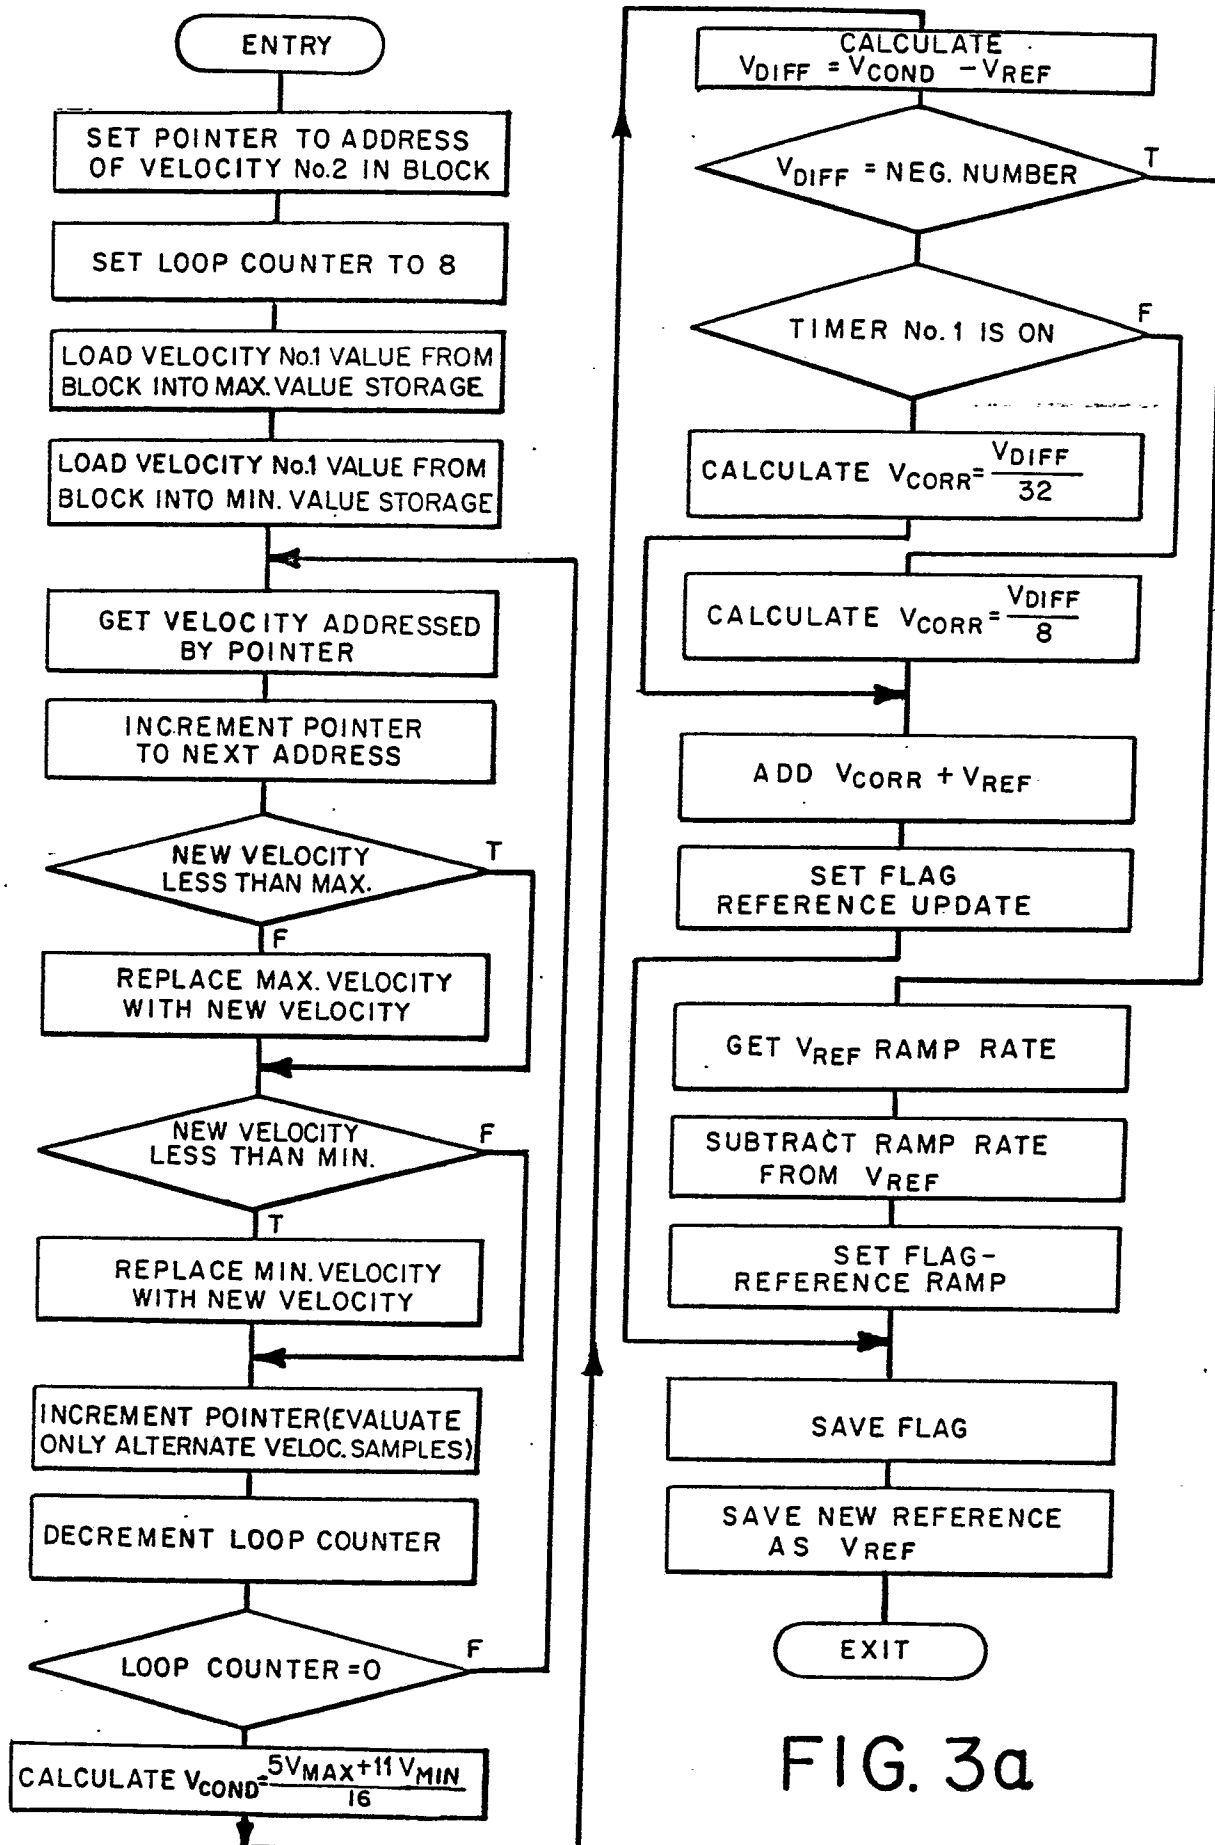 ENTRY
SET POINTER TO ADDRESS
OF VELOCITY No.2 IN BLOCK
SET LOOP COUNTER TO 8
LOAD VELOCITY No.1 VALUE FROM
BLOCK INTO MAX. VALUE STORAGE
LOAD VELOCITY No.1 VALUE FROM
BLOCK INTO MIN. VALUE STORAGE
GET VELOCITY ADDRESSED
BY POINTER
INCREMENT POINTER
TO NEXT ADDRESS
NEW VELOCITY
LESS THAN MAX.
T
F
REPLACE MAX. VELOCITY
WITH NEW VELOCITY
NEW VELOCITY
LESS THAN MIN.
F
T
REPLACE MIN. VELOCITY
WITH NEW VELOCITY
INCREMENT POINTER (EVALUATE
ONLY ALTERNATE VELOC. SAMPLES)
DECREMENT LOOP COUNTER
LOOP COUNTER = 0
F
CALCULATE VCOND = 5VMAX + 11 VMIN
16
CALCULATE
VDIFF = VCOND - VREF
VDIFF = NEG. NUMBER
T
TIMER No. 1 IS ON
F
CALCULATE VCORR = VDIFF
32
CALCULATE VCORR = VDIFF
8
ADD VCORR + VREF
SET FLAG
REFERENCE UPDATE
GET VREF RAMP RATE
SUBTRACT RAMP RATE
FROM VREF
SET FLAG-
REFERENCE RAMP
SAVE FLAG
SAVE NEW REFERENCE
AS VREF
EXIT
FIG. 3a